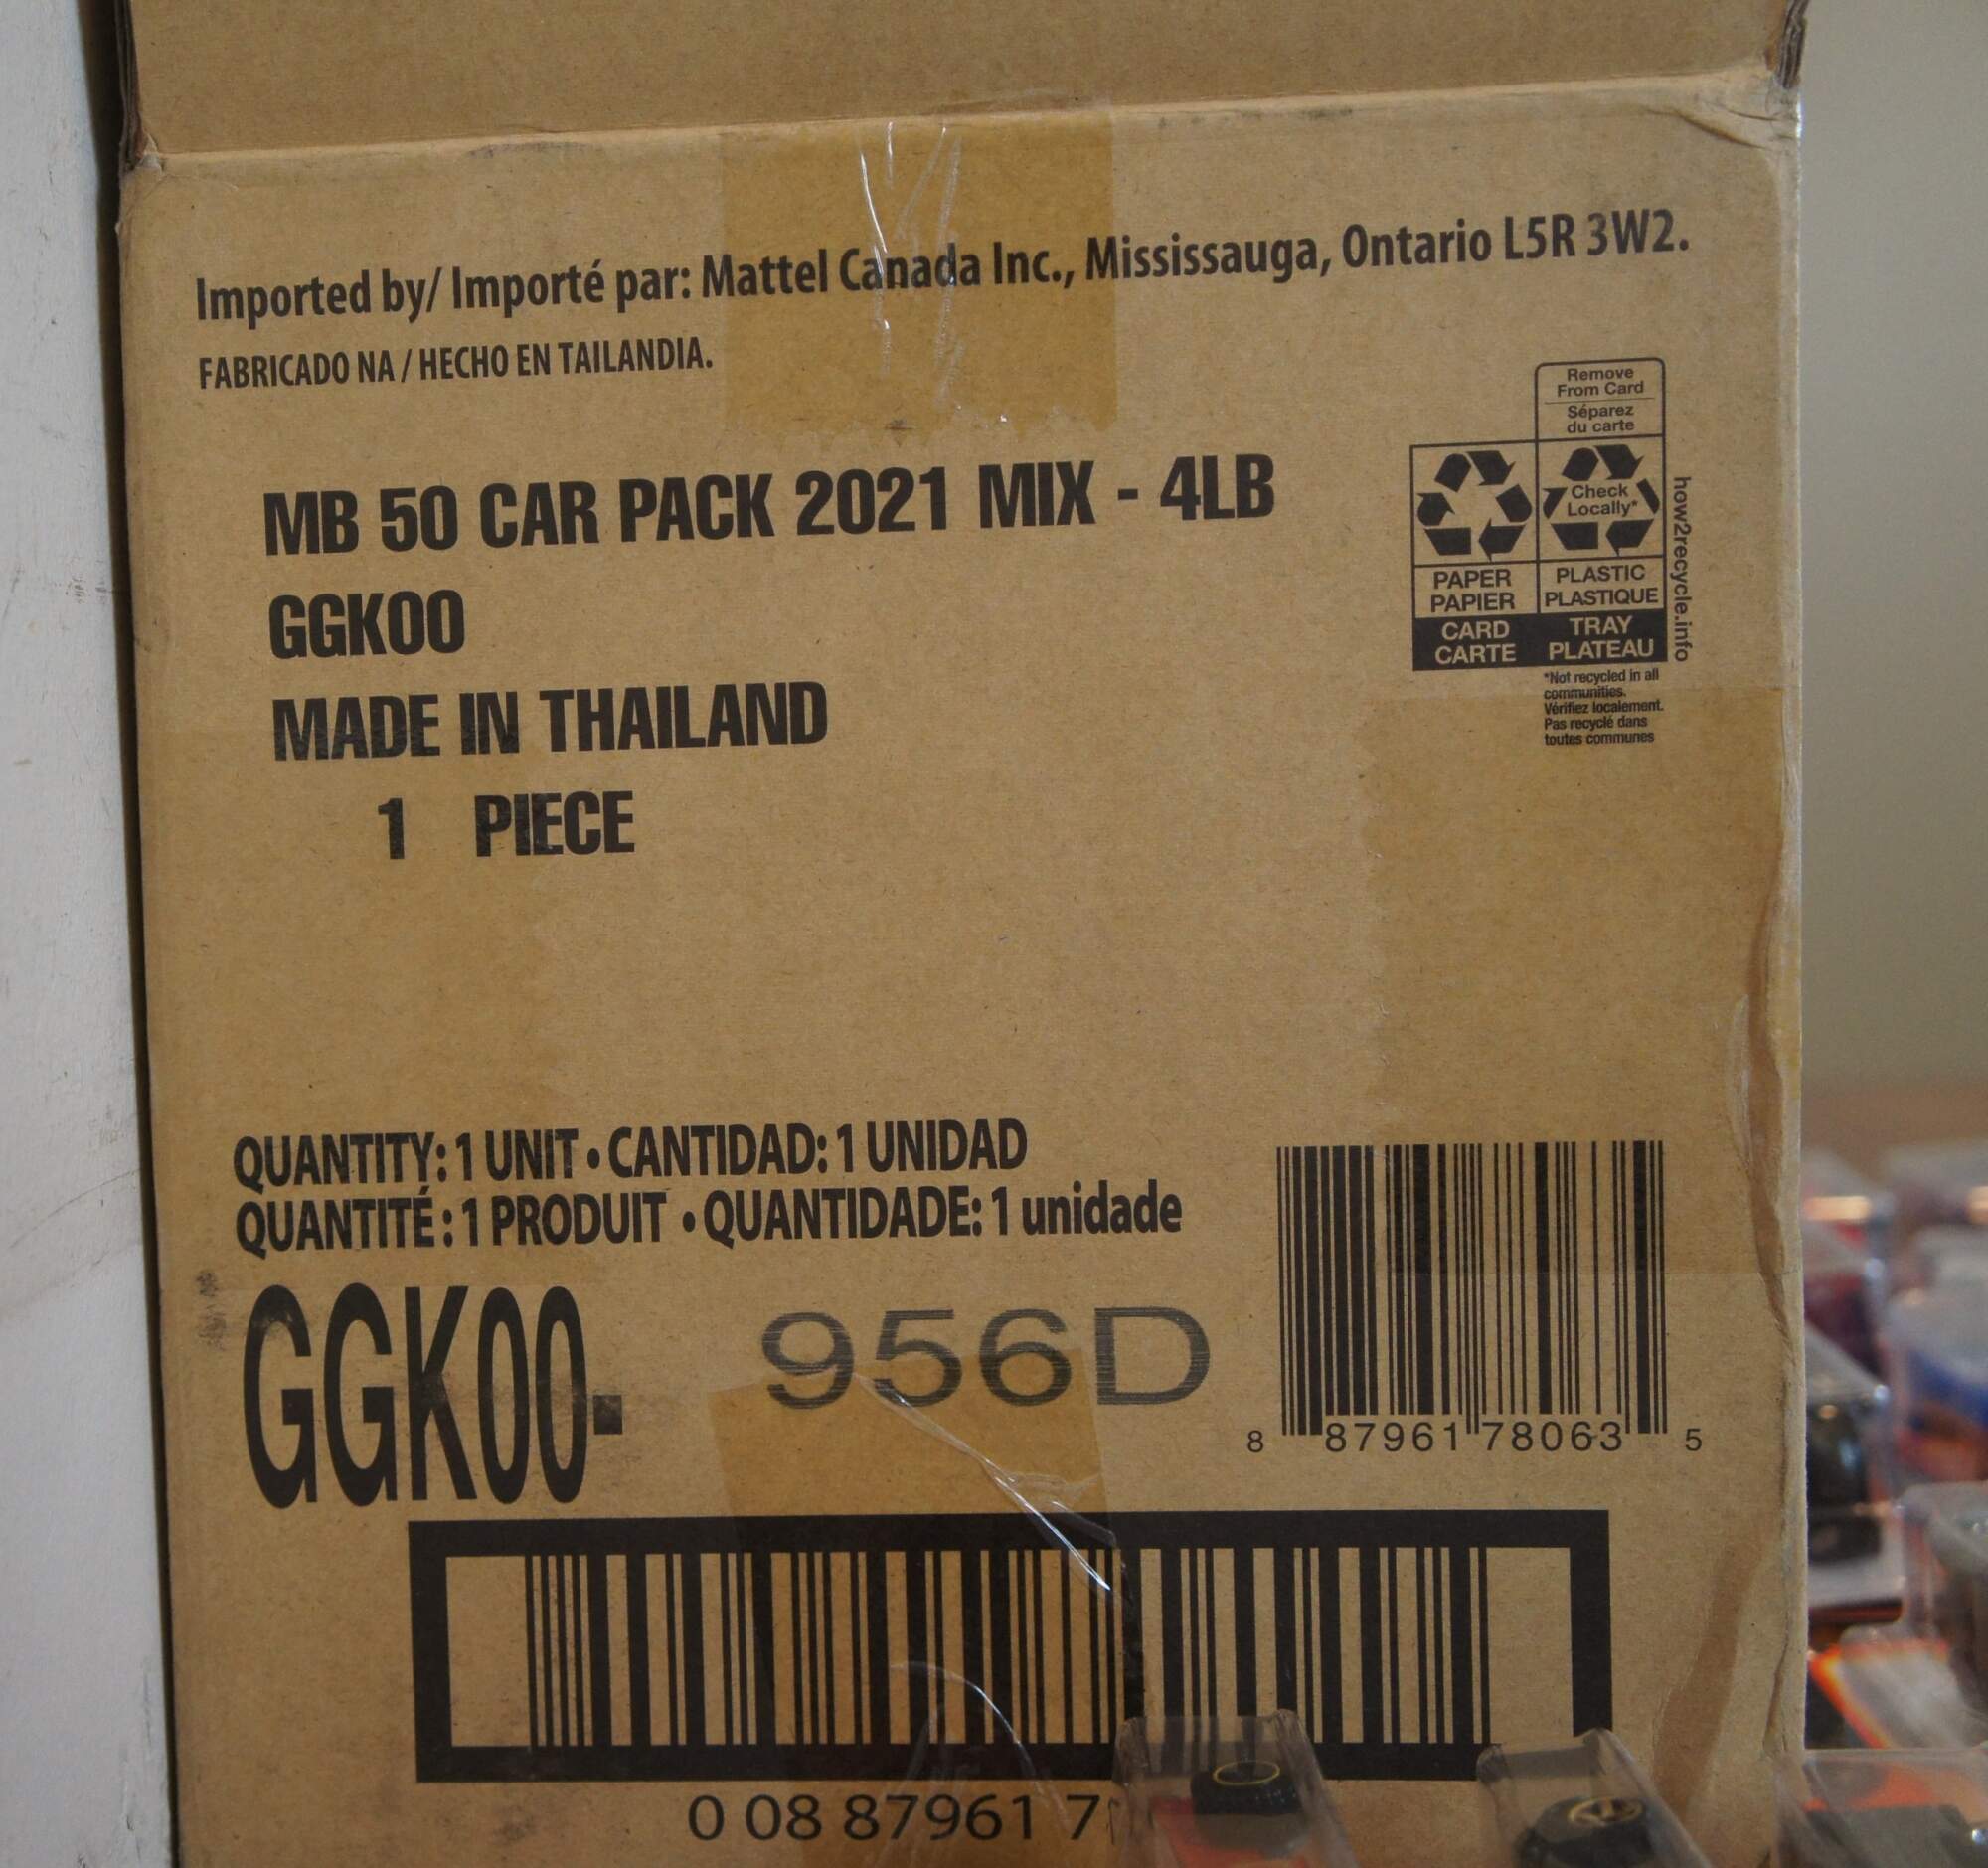 Imported by/ Importé par: Mattel Canada Inc., Mississauga, Ontario L5R 3W2.
FABRICADO NA / HECHO EN TAILANDIA.
Remove
From Card
Séparez
du carte
Check
Locally*
PAPER
PAPIER
CARD
CARTE
PLASTIC
PLASTIQUE
TRAY
PLATEAU
how2recycle.info
*Not recycled in all
communities.
Vérifiez localement.
Pas recyclé dans
toutes communes
MB 50 CAR PACK 2021 MIX - 4LB
GGK00
MADE IN THAILAND
1 PIECE
QUANTITY: 1 UNIT • CANTIDAD: 1 UNIDAD
QUANTITÉ : 1 PRODUIT • QUANTIDADE: 1 unidade
GGK00- 956D
8 87961 78063 5
0 08 87961 7